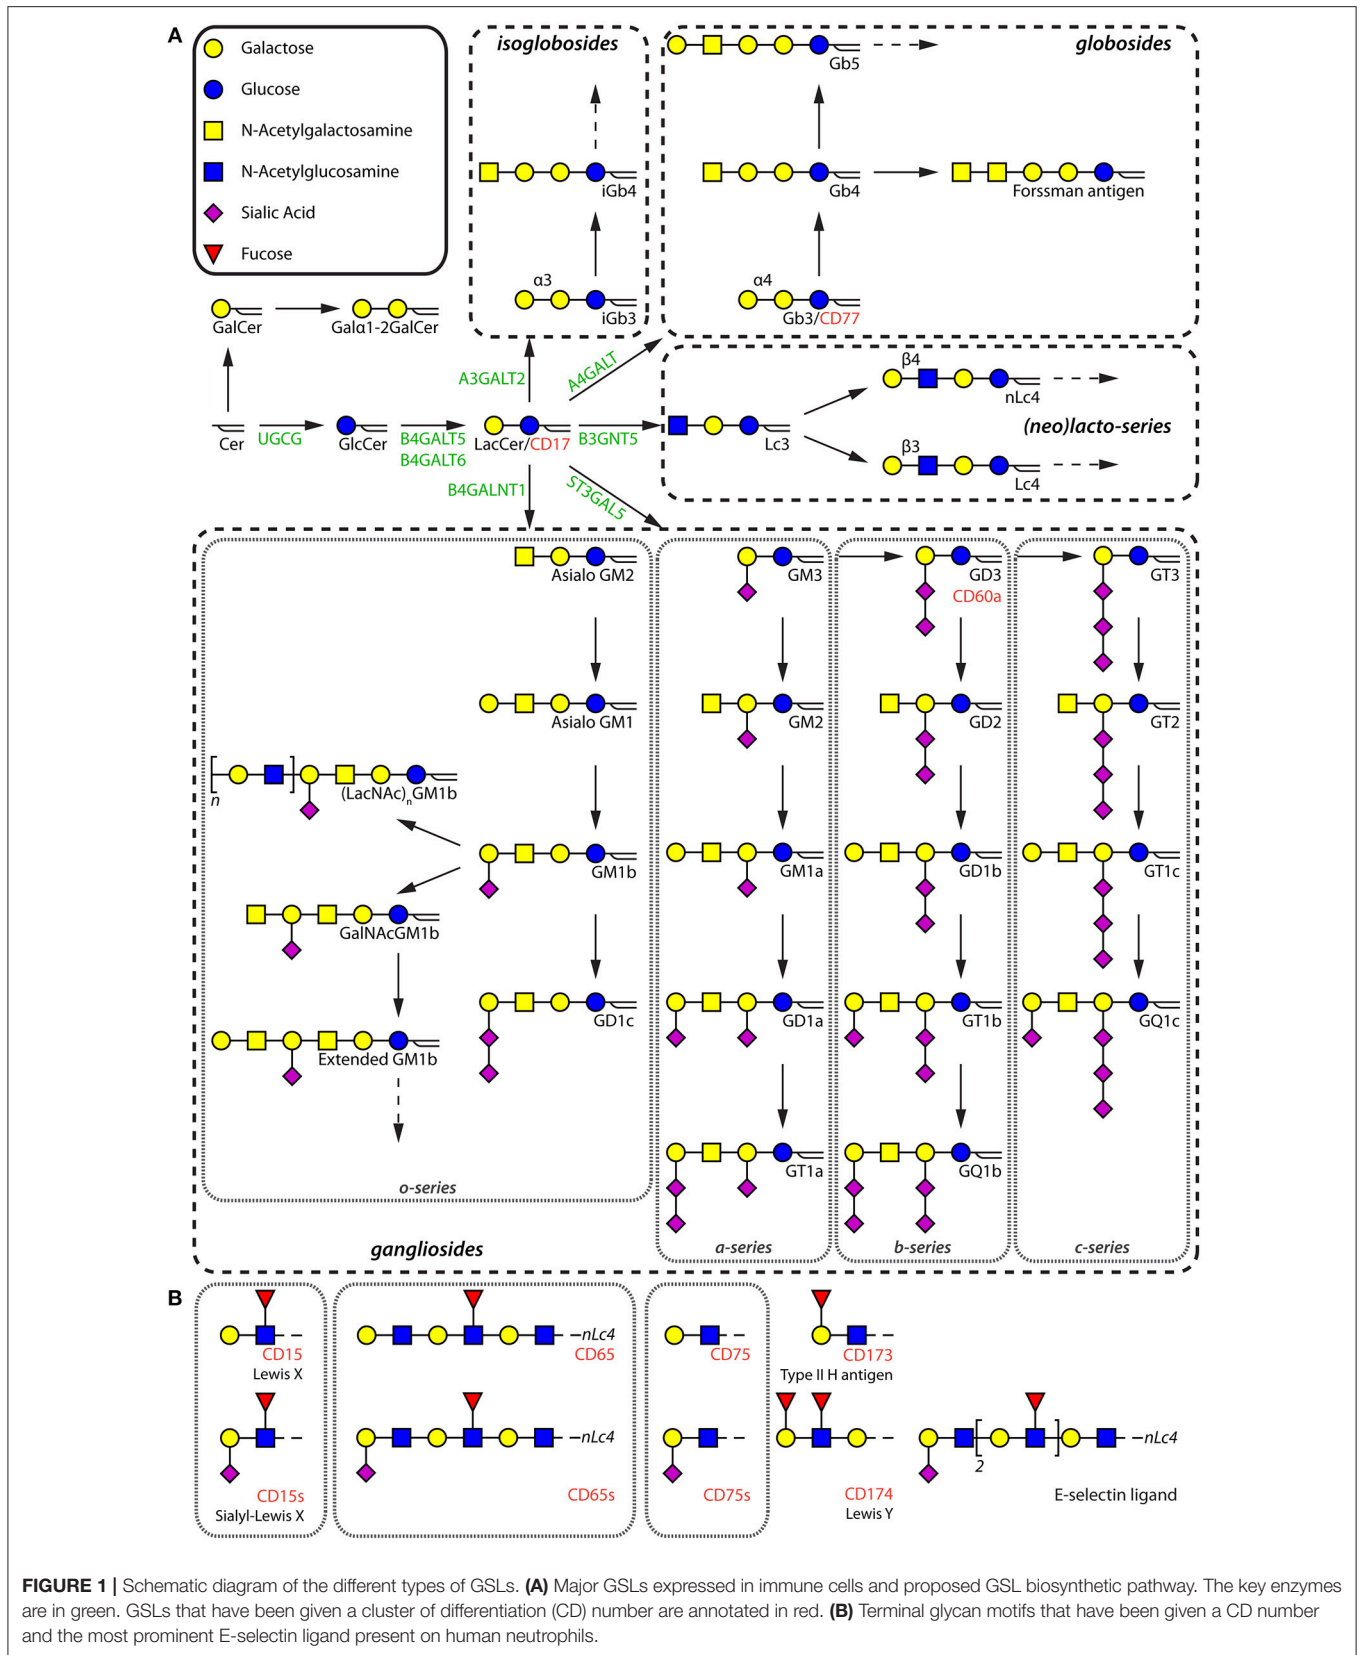 A
Galactose
Glucose
N-Acetylgalactosamine
N-Acetylglucosamine
Sialic Acid
Fucose
isoglobosides
globosides
Gb5
iGb4
Gb4
Forssman antigen
α3
iGb3
α4
Gb3/CD77
GalCer
Galα1-2GalCer
A3GALT2
A4GALT
Cer
UGCG
GlcCer
B4GALT5
B4GALT6
LacCer/CD17
B3GNT5
Lc3
β4
nLc4
(neo)lacto-series
β3
Lc4
B4GALNT1
ST3GAL5
Asialo GM2
GM3
GD3
CD60a
GT3
Asialo GM1
GM2
GD2
GT2
n
(LacNAc)nGM1b
GM1b
GM1a
GD1b
GT1c
GalNAcGM1b
GD1c
GD1a
GT1b
GQ1c
Extended GM1b
GT1a
GQ1b
o-series
gangliosides
a-series
b-series
c-series
B
CD15
Lewis X
nLc4
CD65
CD75
CD173
Type II H antigen
CD15s
Sialyl-Lewis X
nLc4
CD65s
CD75s
CD174
Lewis Y
2
nLc4
E-selectin ligand
FIGURE 1 | Schematic diagram of the different types of GSLs. (A) Major GSLs expressed in immune cells and proposed GSL biosynthetic pathway. The key enzymes
are in green. GSLs that have been given a cluster of differentiation (CD) number are annotated in red. (B) Terminal glycan motifs that have been given a CD number
and the most prominent E-selectin ligand present on human neutrophils.